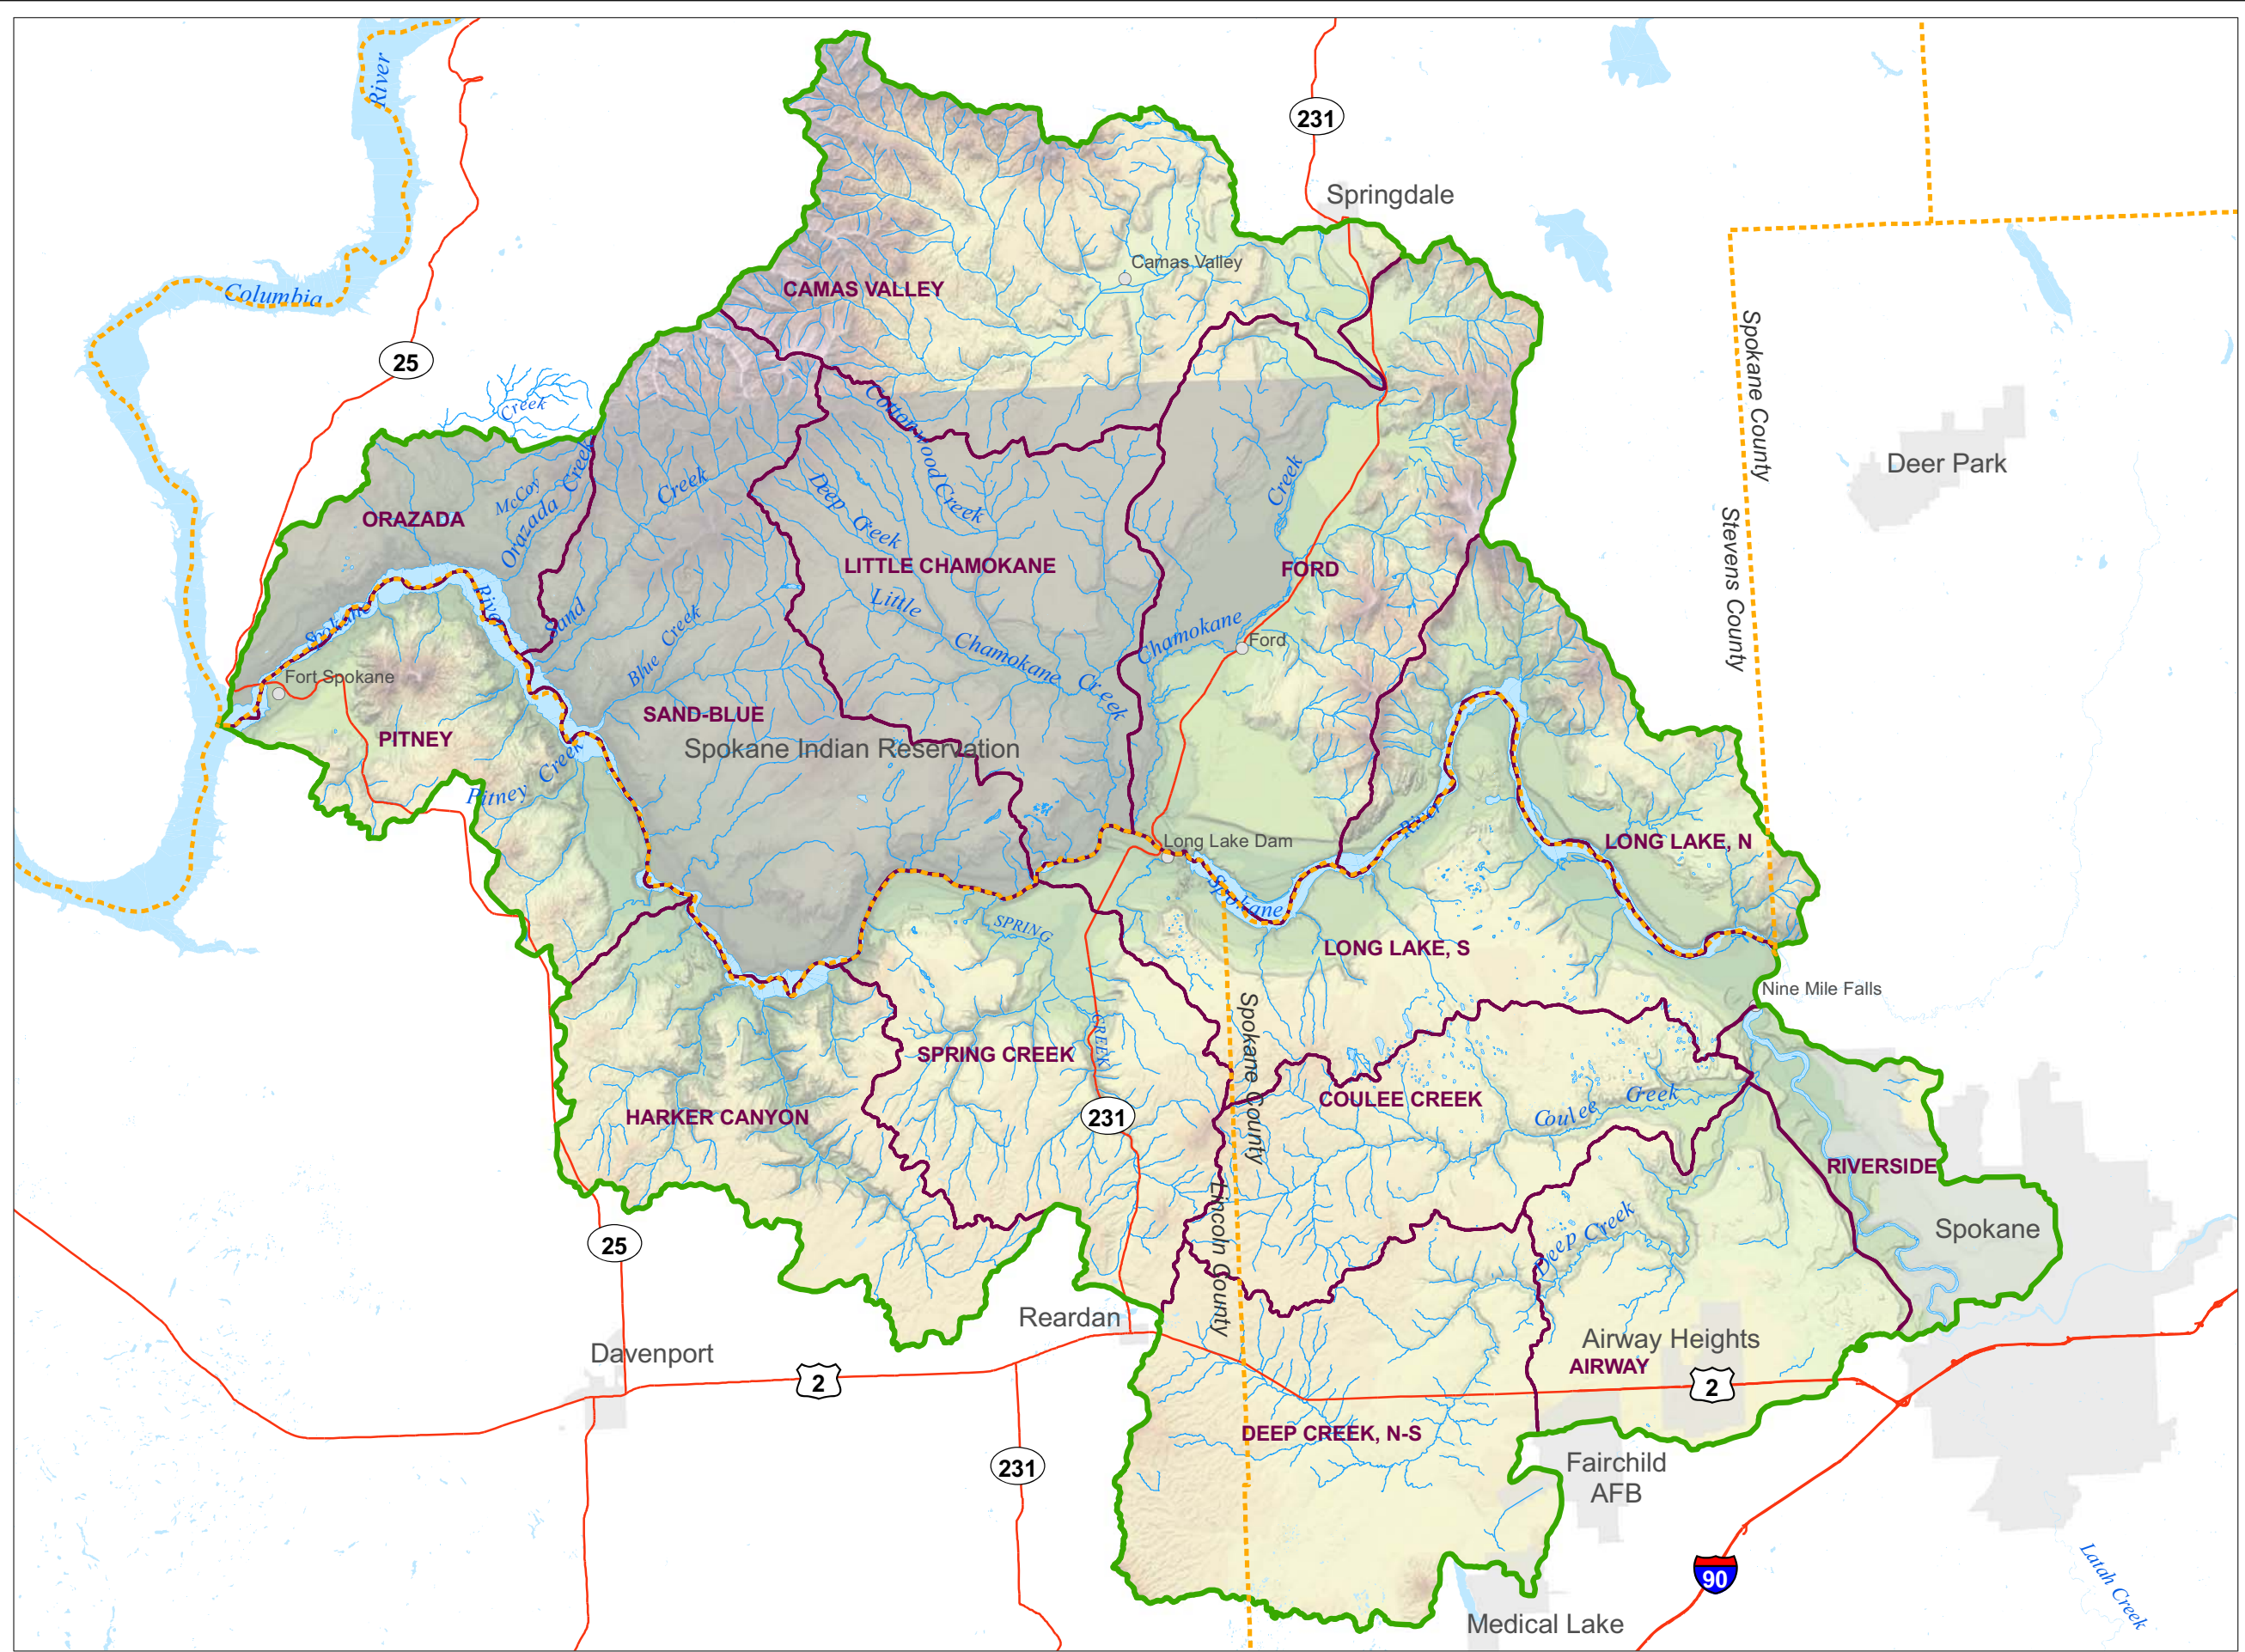 River
231
Springdale
Camas Valley
Columbia
CAMAS VALLEY
Spokane County
Stevens County
25
Creek
Cottonwood Creek
Deer Park
McCoy
Orazada Creek
Creek
Deep Creek
Creek
ORAZADA
LITTLE CHAMOKANE
FORD
Spokane
River
Sand
Blue Creek
Little
Chamokane
Creek
Chamokane
Ford
Fort Spokane
SAND-BLUE
PITNEY
Spokane Indian Reservation
Pitney
Creek
Long Lake Dam
River
LONG LAKE, N
Spokane
SPRING
LONG LAKE, S
Nine Mile Falls
CREEK
SPRING CREEK
Spokane County
Lincoln County
COULEE CREEK
Coulee
Creek
HARKER CANYON
231
RIVERSIDE
Deep Creek
Spokane
25
Reardan
Davenport
Airway Heights
AIRWAY
2
2
DEEP CREEK, N-S
231
Fairchild
AFB
90
Latah Creek
Medical Lake